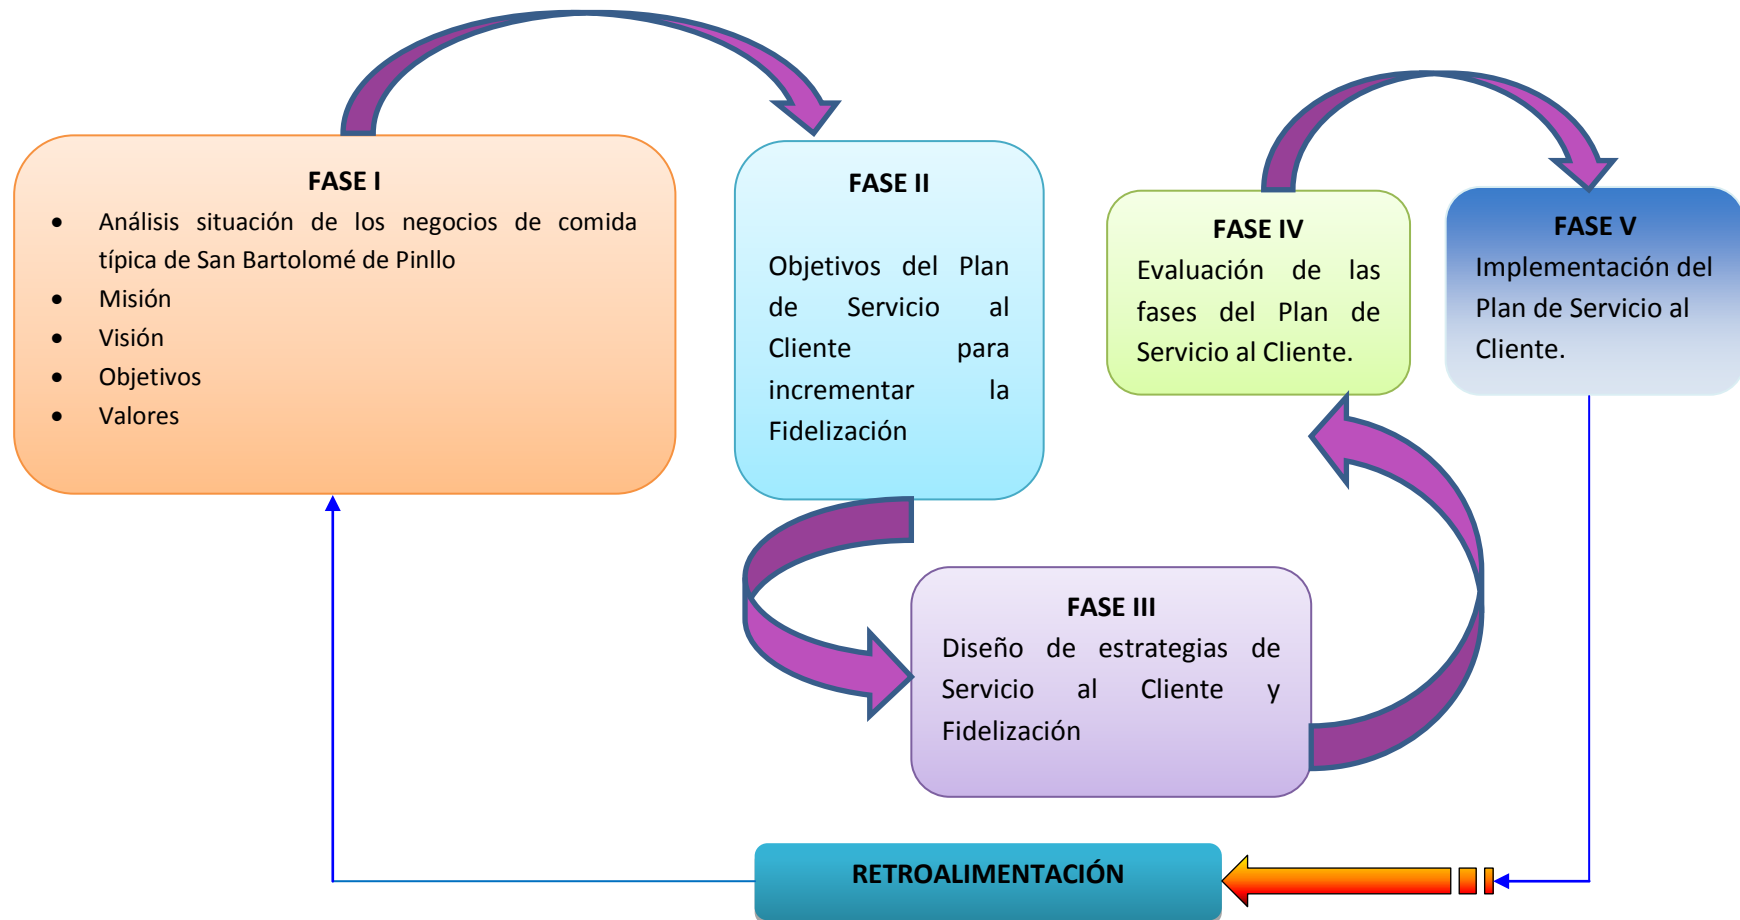 FASE I
• Análisis situación de los negocios de comida
típica de San Bartolomé de Pinllo
• Misión
• Visión
• Objetivos
• Valores
FASE II
Objetivos del Plan
de Servicio al
Cliente para
incrementar la
Fidelización
FASE III
Diseño de estrategias de
Servicio al Cliente y
Fidelización
FASE IV
Evaluación de las
fases del Plan de
Servicio al Cliente.
FASE V
Implementación del
Plan de Servicio al
Cliente.
RETROALIMENTACIÓN